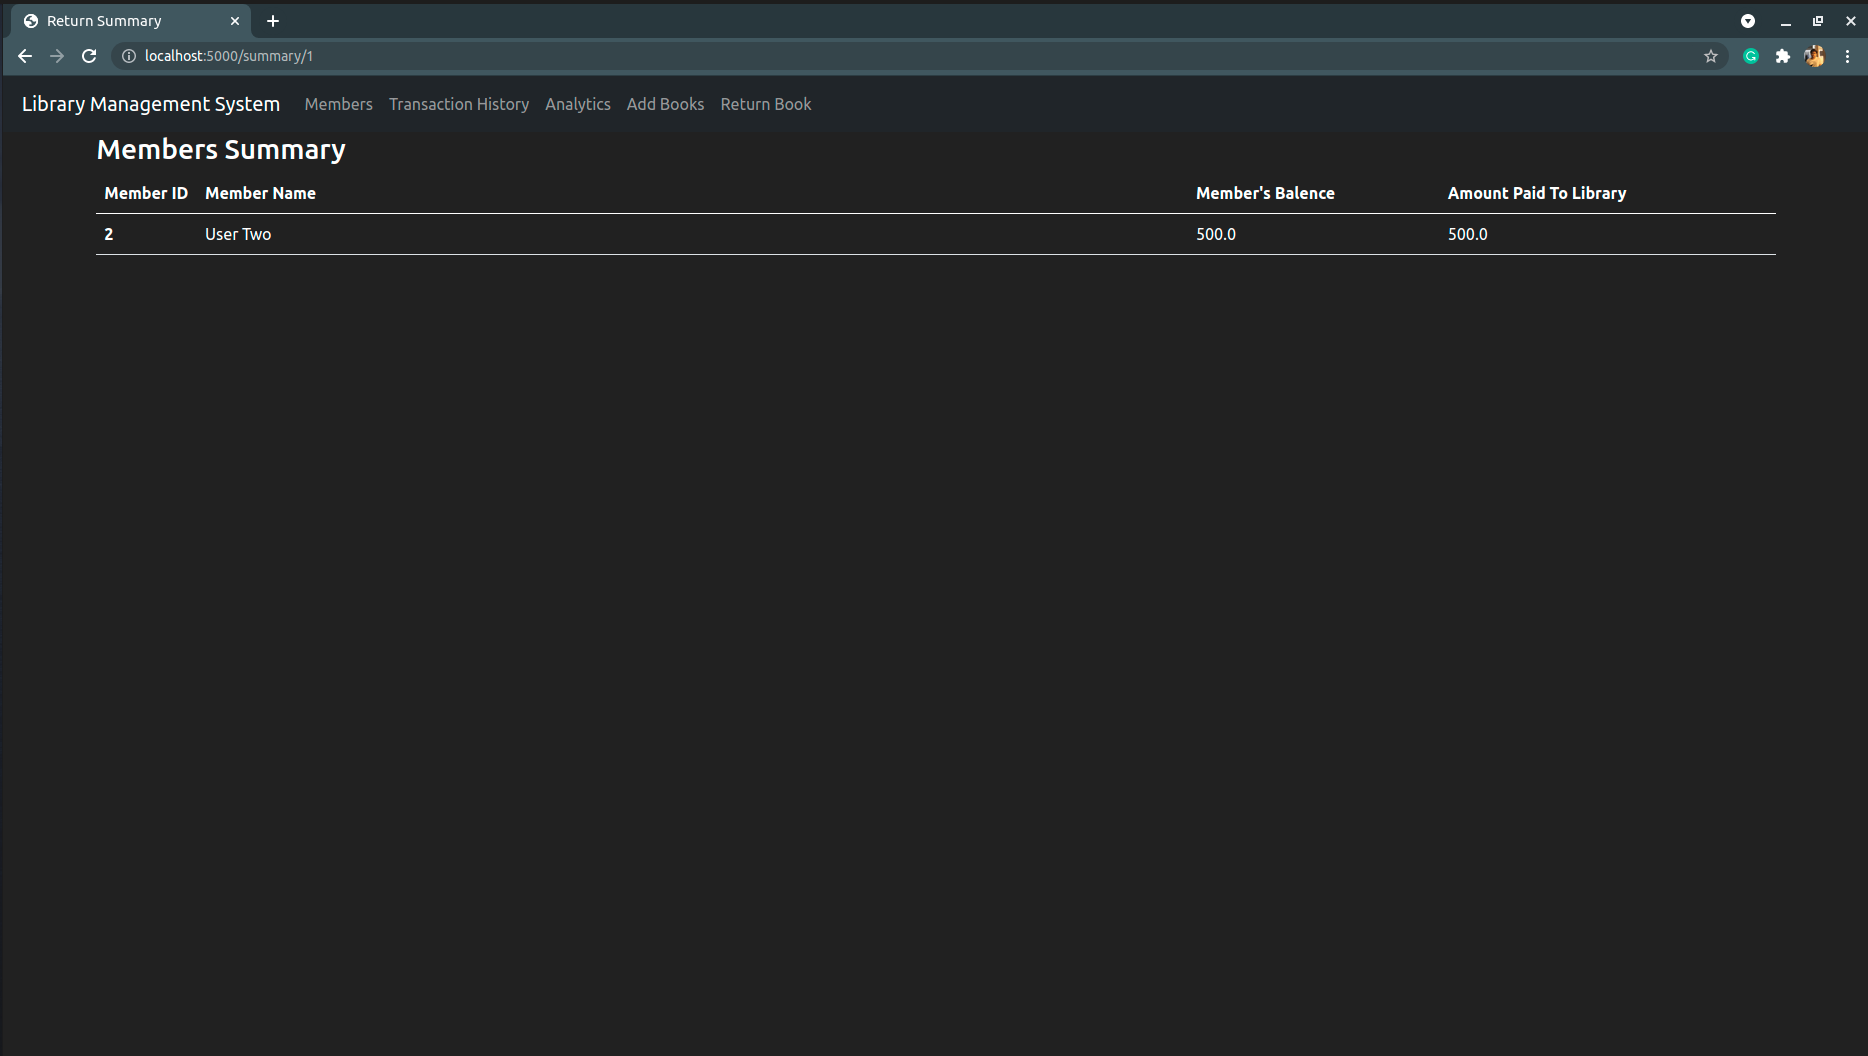 Return Summary
localhost:5000/summary/1
Library Management System Members Transaction History Analytics Add Books Return Book
Members Summary
Member ID Member Name Member's Balence Amount Paid To Library
2 User Two 500.0 500.0